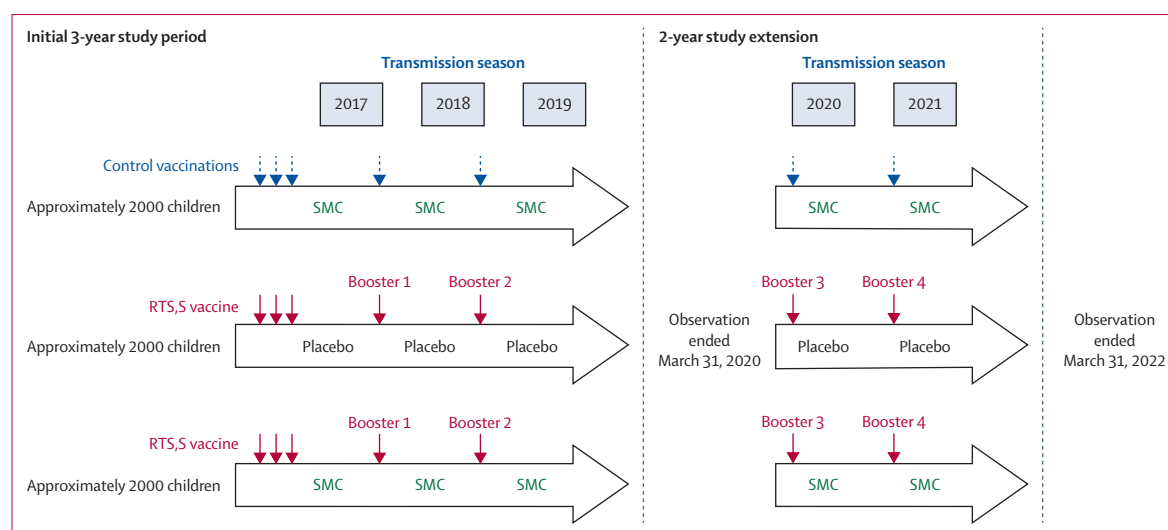 Initial 3-year study period
2-year study extension
Transmission season
Transmission season
2017
2018
2019
2020
2021
Control vaccinations
Approximately 2000 children
SMC
SMC
SMC
SMC
SMC
Booster 1
Booster 2
Booster 3
Booster 4
RTS,S vaccine
Approximately 2000 children
Placebo
Placebo
Placebo
Observation
ended
March 31, 2020
Placebo
Placebo
Observation
ended
March 31, 2022
Booster 1
Booster 2
Booster 3
Booster 4
RTS,S vaccine
Approximately 2000 children
SMC
SMC
SMC
SMC
SMC